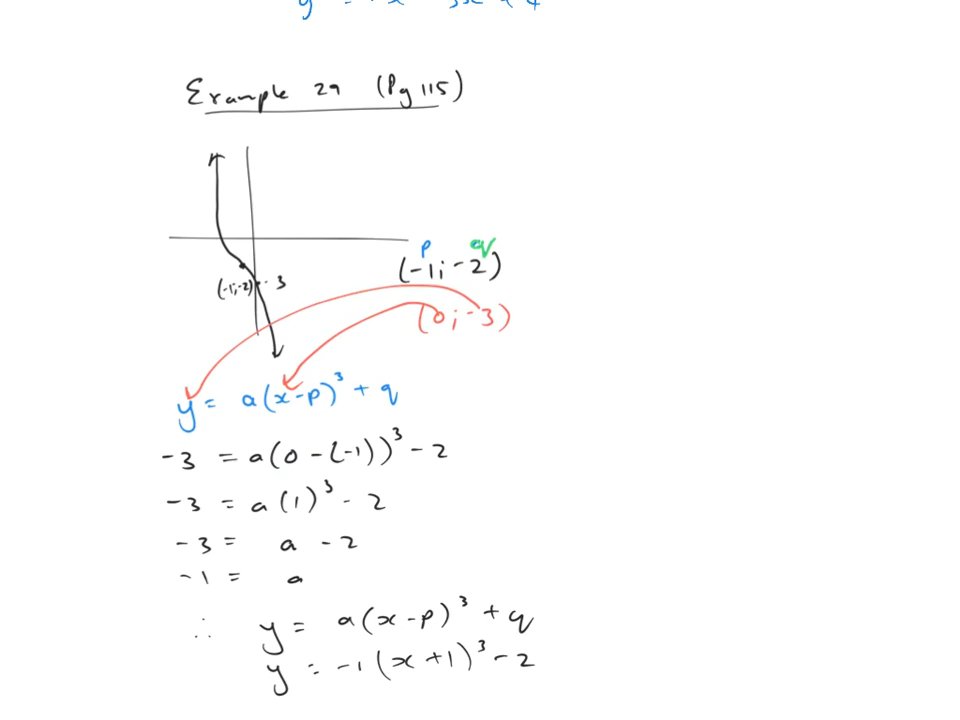 Example 29 (Pg 115)
p q
(-1; -2)
(-1;-2) -3
(0; -3)
y = a(x-p)³ + q
-3 = a(0-(-1))³ - 2
-3 = a(1)³ - 2
-3 = a - 2
-1 = a
∴ y = a(x-p)³ + q
y = -1(x+1)³ - 2